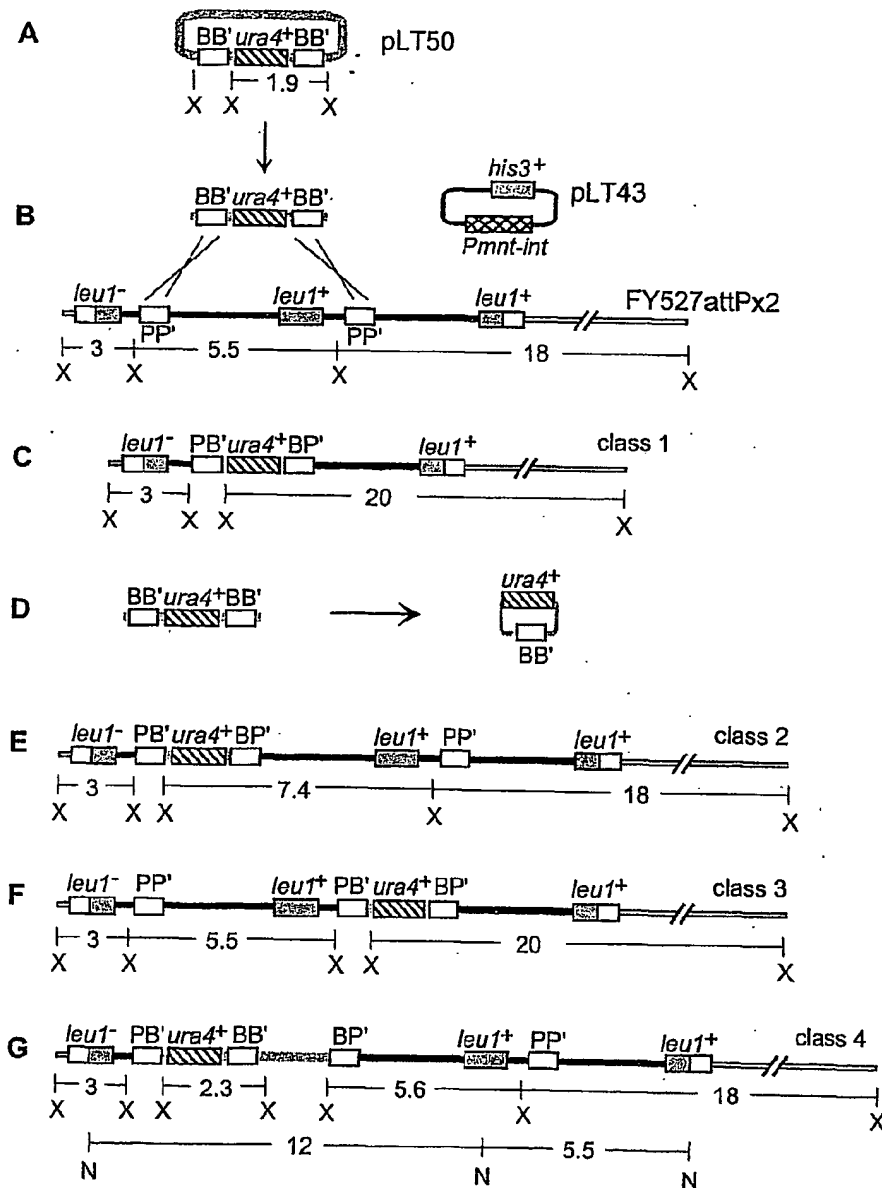 A
BB' ura4+ BB'
pLT50
1.9
X X X
BB' ura4+ BB'
his3+
pLT43
B
Pmnt-int
leu1- leu1+ leu1+ FY527attPx2
PP' PP'
3 5.5 18
X X X X
C
leu1- PB' ura4+ BP' leu1+ class 1
3 20
X X X X
D
BB' ura4+ BB'
ura4+
BB'
E
leu1- PB' ura4+ BP' leu1+ PP' leu1+ class 2
3 7.4 18
X X X X X
F
leu1- PP' leu1+ PB' ura4+ BP' leu1+ class 3
3 5.5 20
X X X X X
G
leu1- PB' ura4+ BB' BP' leu1+ PP' leu1+ class 4
3 2.3 5.6 18
X X X X X X X
12 5.5
N N N